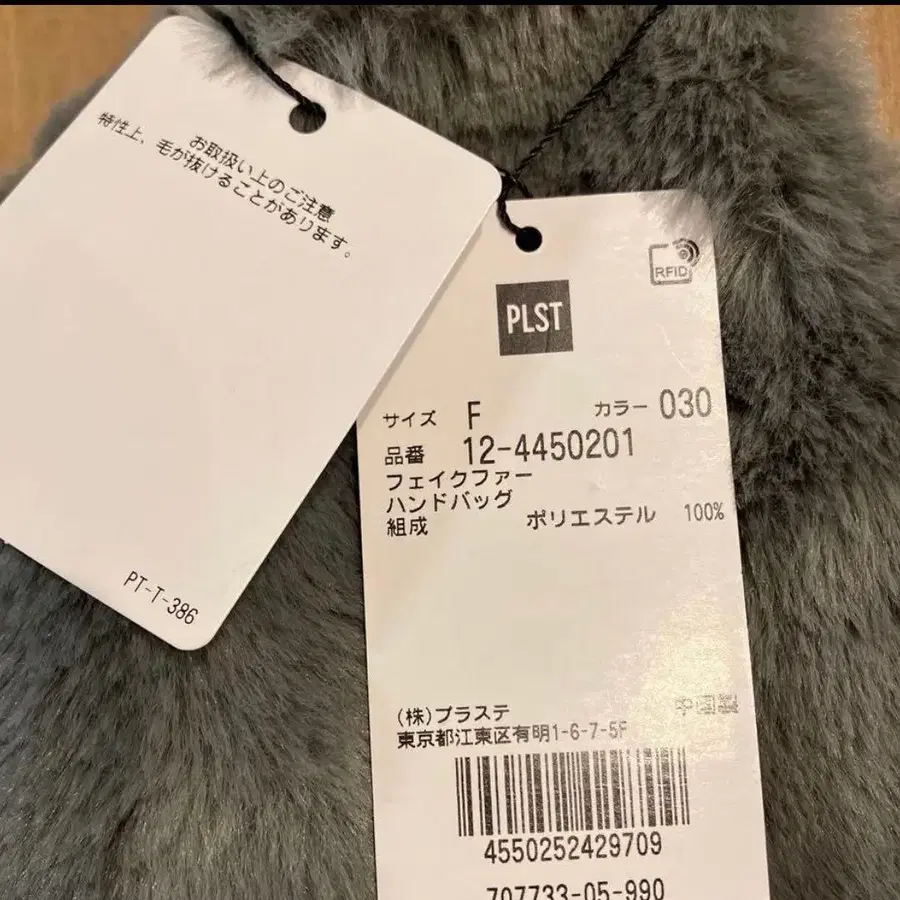 お取扱い上のご注意
特性上、毛が抜けることがあります。
PT-T-386
RFID
PLST
サイズ F カラー 030
品番 12-4450201
フェイクファー
ハンドバッグ
組成 ポリエステル 100%
(株)プラステ 中国製
東京都江東区有明1-6-7-5F
4550252429709
707733-05-990